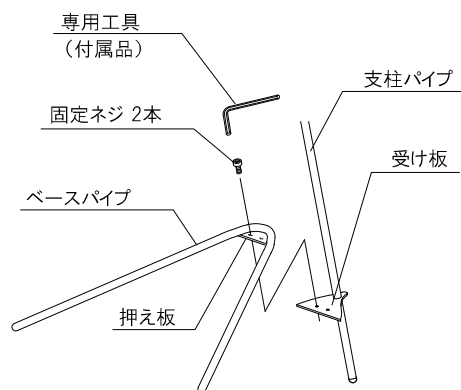 専用工具
（付属品）
支柱パイプ
固定ネジ 2本
受け板
ベースパイプ
押え板